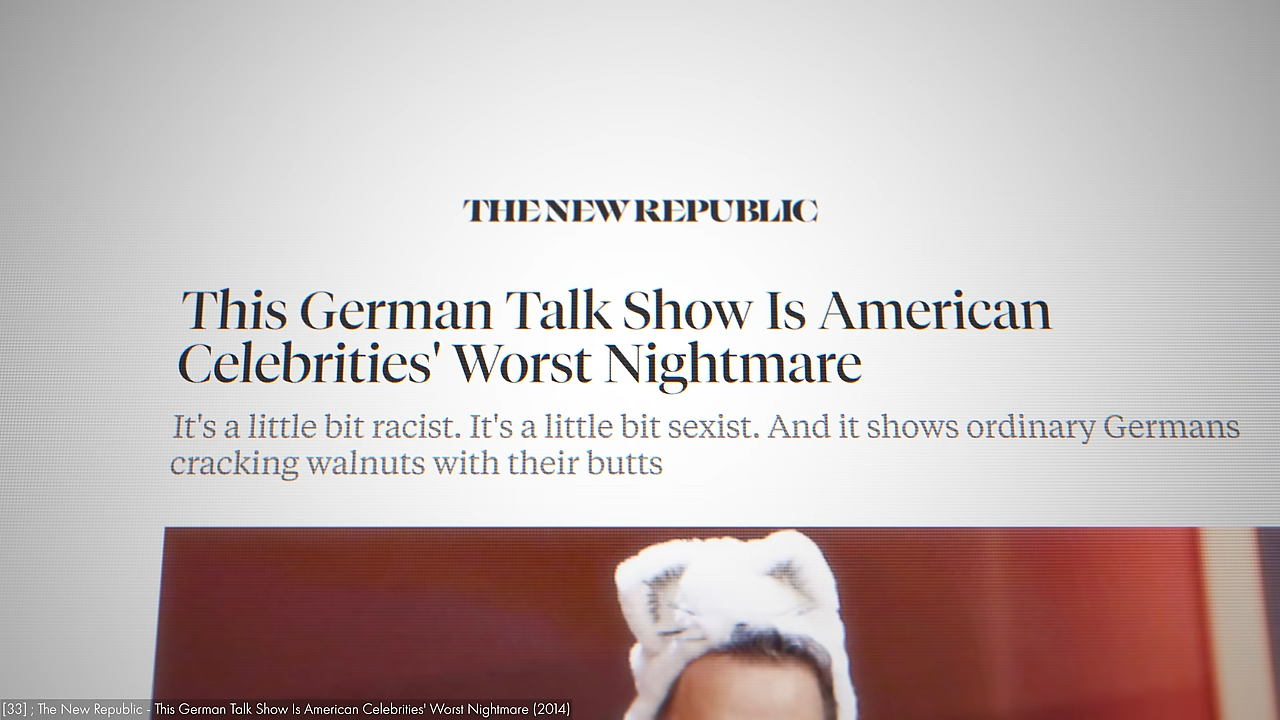 THE NEW REPUBLIC
This German Talk Show Is American
Celebrities' Worst Nightmare
It's a little bit racist. It's a little bit sexist. And it shows ordinary Germans
cracking walnuts with their butts
[33] ; The New Republic - This German Talk Show Is American Celebrities' Worst Nightmare (2014)